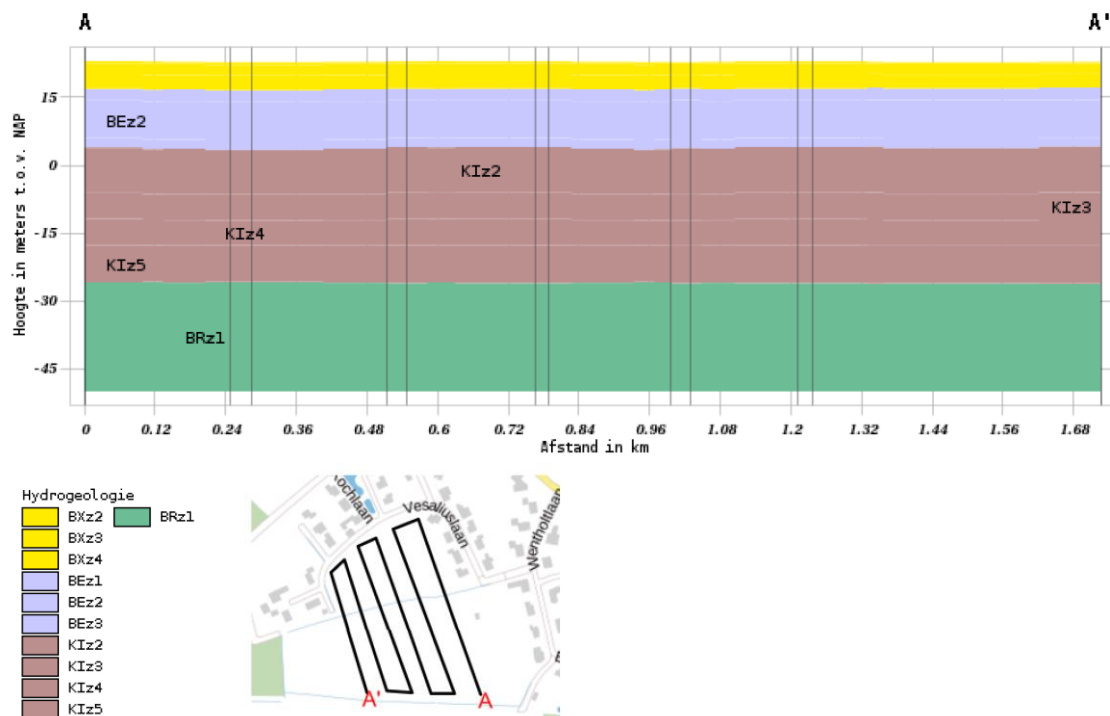 A A'
Hoogte in meters t.o.v. NAP
15
0
-15
-30
-45
BEz2
KIz2
KIz3
KIz4
KIz5
BRz1
0 0.12 0.24 0.36 0.48 0.6 0.72 0.84 0.96 1.08 1.2 1.32 1.44 1.56 1.68
Afstand in km
Hydrogeologie
BXz2 BRz1
BXz3
BXz4
BEz1
BEz2
BEz3
KIz2
KIz3
KIz4
KIz5
Vesaliuslaan
Wentholtlaan
A' A